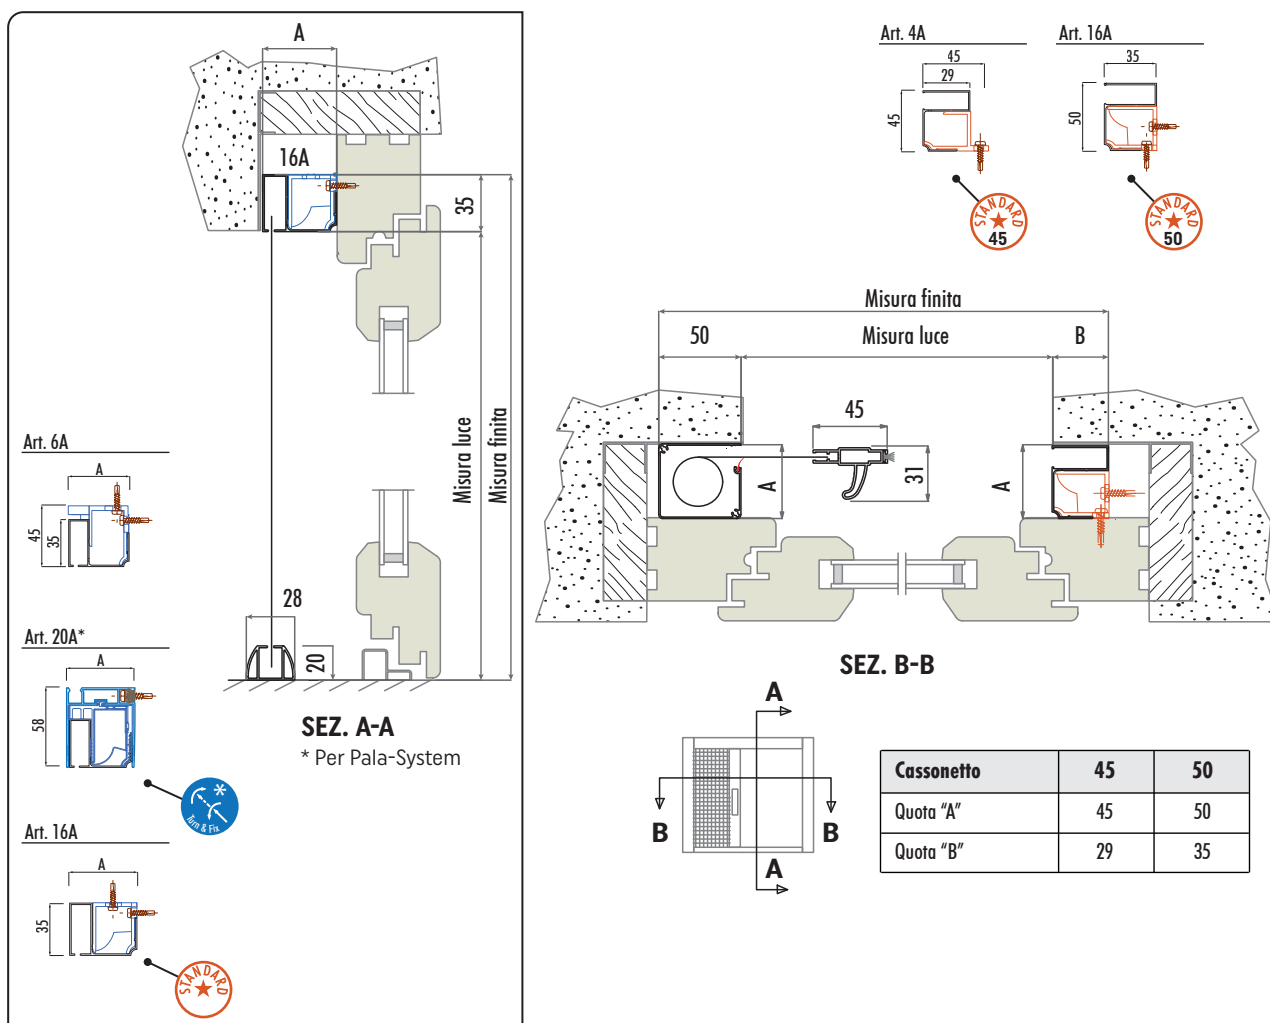 A
16A
35
Misura luce
Misura finita
28
20
SEZ. A-A
* Per Pala-System
Art. 6A
A
45
35
Art. 20A*
A
58
*
Turn & Fix
Art. 16A
A
35
STANDARD
Art. 4A
45
29
45
STANDARD
45
Art. 16A
35
50
STANDARD
50
Misura finita
50
Misura luce
B
45
31
A
A
SEZ. B-B
A
B
B
A
Cassonetto 45 50
Quota “A” 45 50
Quota “B” 29 35